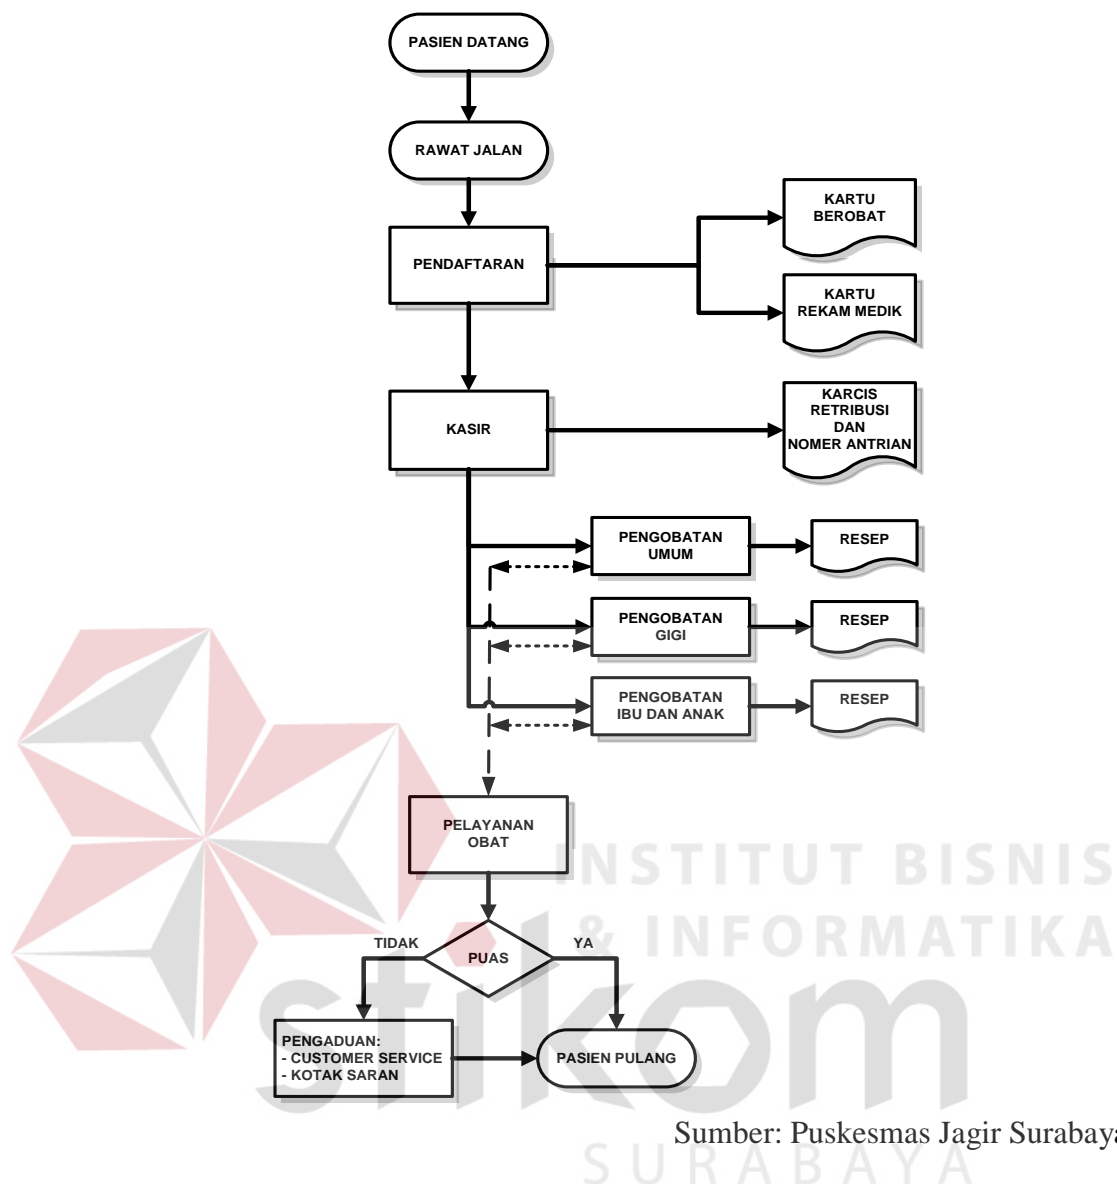 PASIEN DATANG
RAWAT JALAN
PENDAFTARAN
KARTU
BEROBAT
KARTU
REKAM MEDIK
KASIR
KARCIS
RETRIBUSI
DAN
NOMER ANTRIAN
PENGOBATAN
UMUM
RESEP
PENGOBATAN
GIGI
RESEP
PENGOBATAN
IBU DAN ANAK
RESEP
PELAYANAN
OBAT
TIDAK
PUAS
YA
PENGADUAN:
- CUSTOMER SERVICE
- KOTAK SARAN
PASIEN PULANG
INSTITUT BISNIS
& INFORMATIKA
stikom
SURABAYA
Sumber: Puskesmas Jagir Surabaya